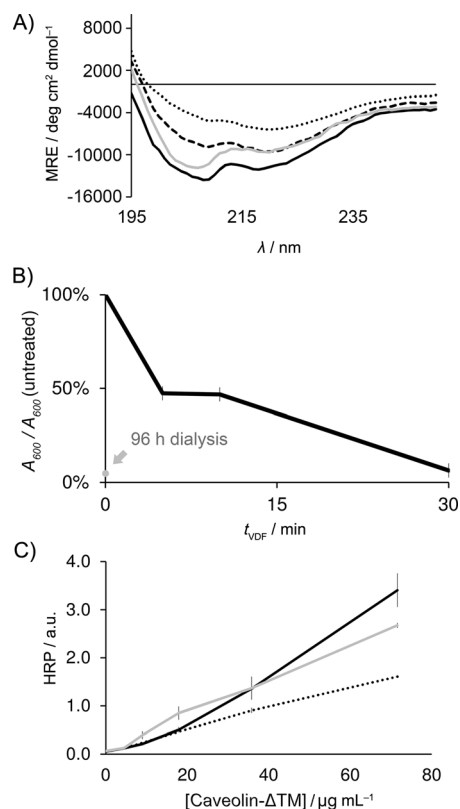 A)
MRE / deg cm² dmol⁻¹
8000
2000
-4000
-10000
-16000
195
215
235
λ / nm
B)
A₆₀₀ / A₆₀₀ (untreated)
100%
50%
0%
96 h dialysis
0
15
30
t_VDF / min
C)
HRP / a.u.
4.0
3.0
2.0
1.0
0.0
0
20
40
60
80
[Caveolin-ΔTM] / µg mL⁻¹